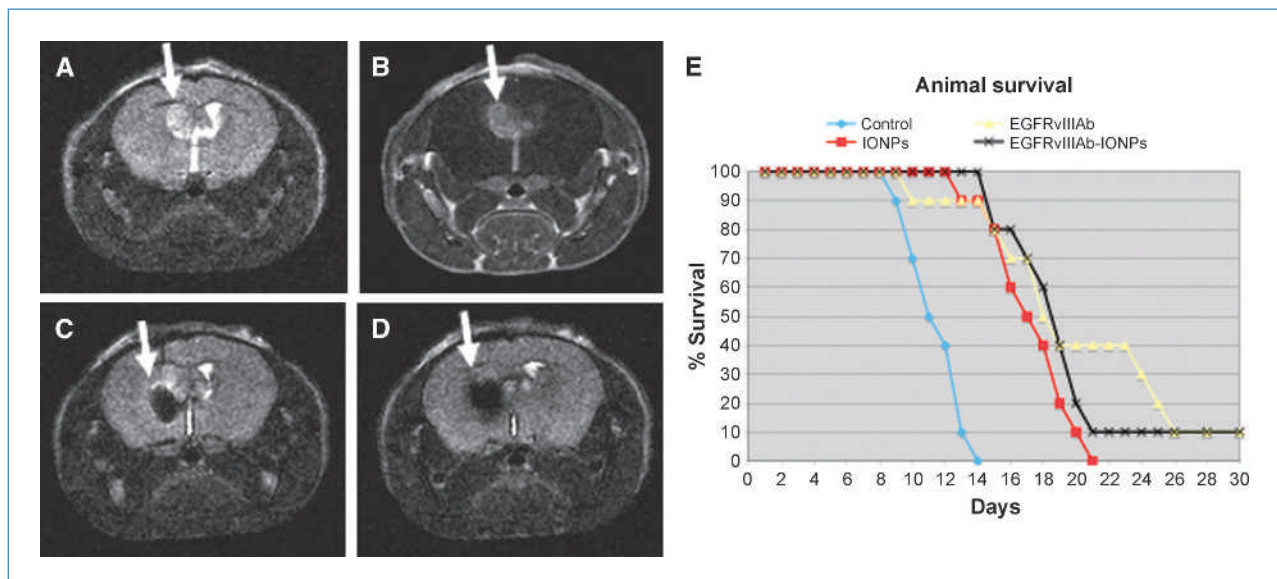 A
B
C
D
E
Animal survival
Control
EGFRvIIIAb
IONPs
EGFRvIIIAb-IONPs
% Survival
100
90
80
70
60
50
40
30
20
10
0
0 2 4 6 8 10 12 14 16 18 20 22 24 26 28 30
Days